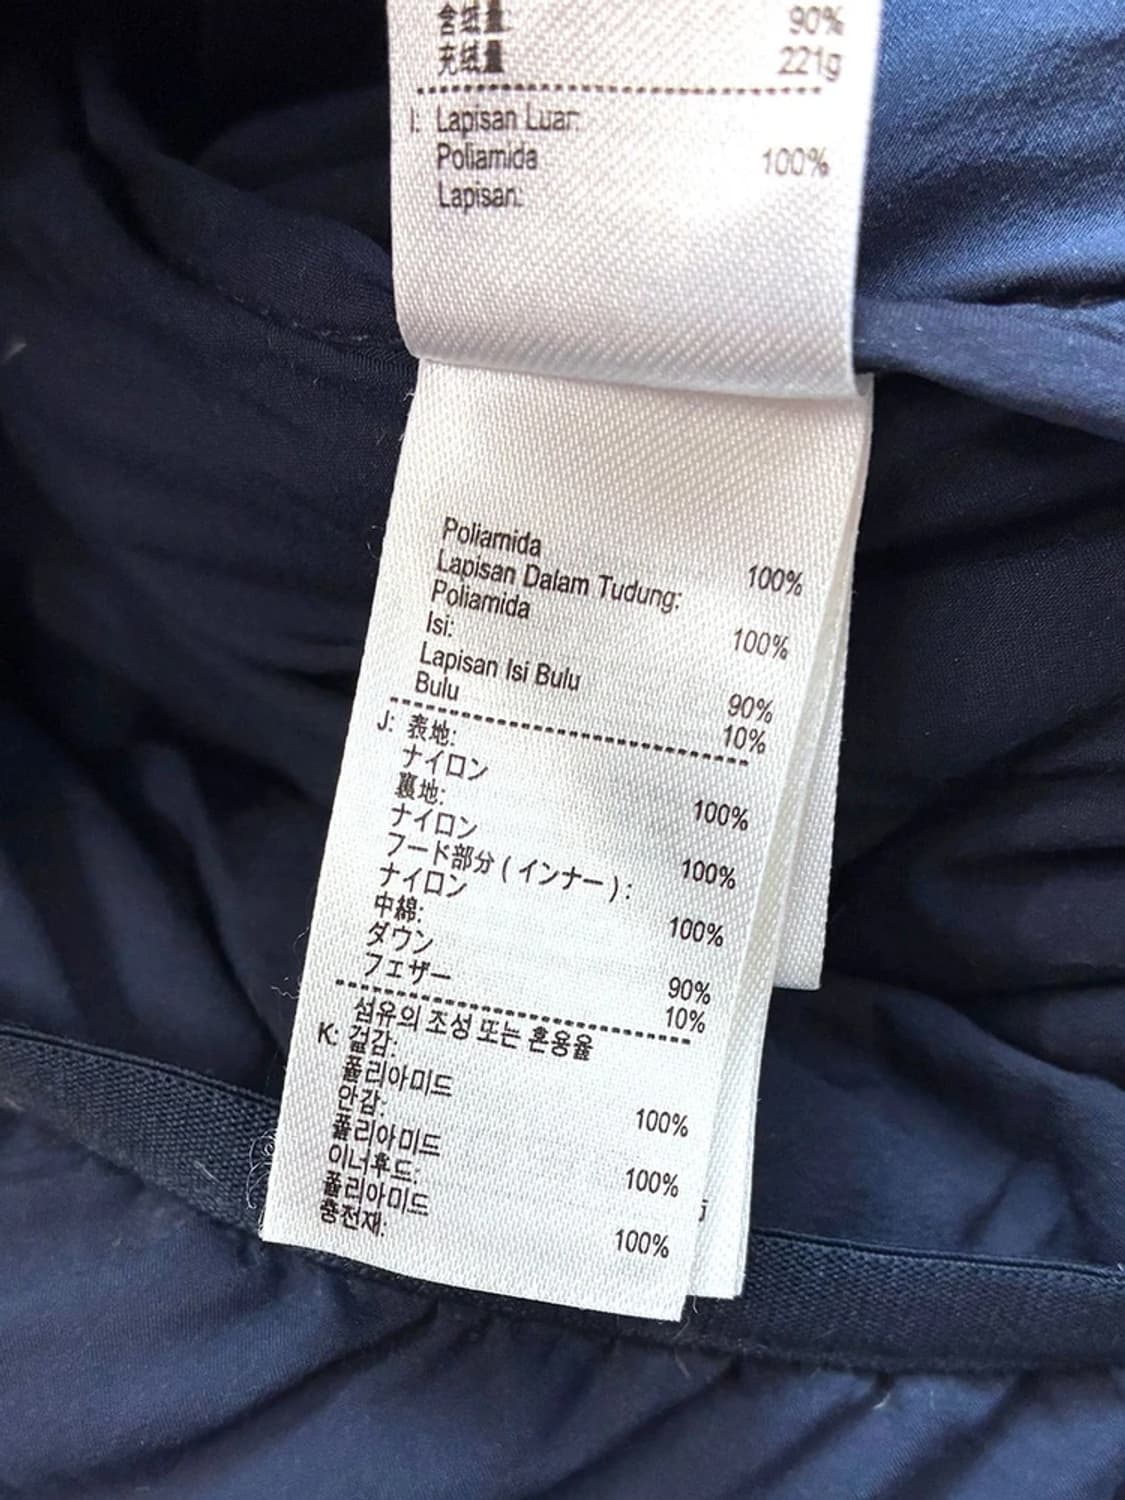 含绒量: 90%
充绒量 221g
I: Lapisan Luar:
Poliamida 100%
Lapisan:
Poliamida 100%
Lapisan Dalam Tudung:
Poliamida 100%
Isi:
Lapisan Isi Bulu 90%
Bulu 10%
J: 表地:
ナイロン 100%
裏地:
ナイロン 100%
フード部分 ( インナー ) :
ナイロン 100%
中綿:
ダウン 90%
フェザー 10%
섬유의 조성 또는 혼용율
K: 겉감:
폴리아미드 100%
안감:
폴리아미드 100%
이너후드:
폴리아미드 100%
충전재: